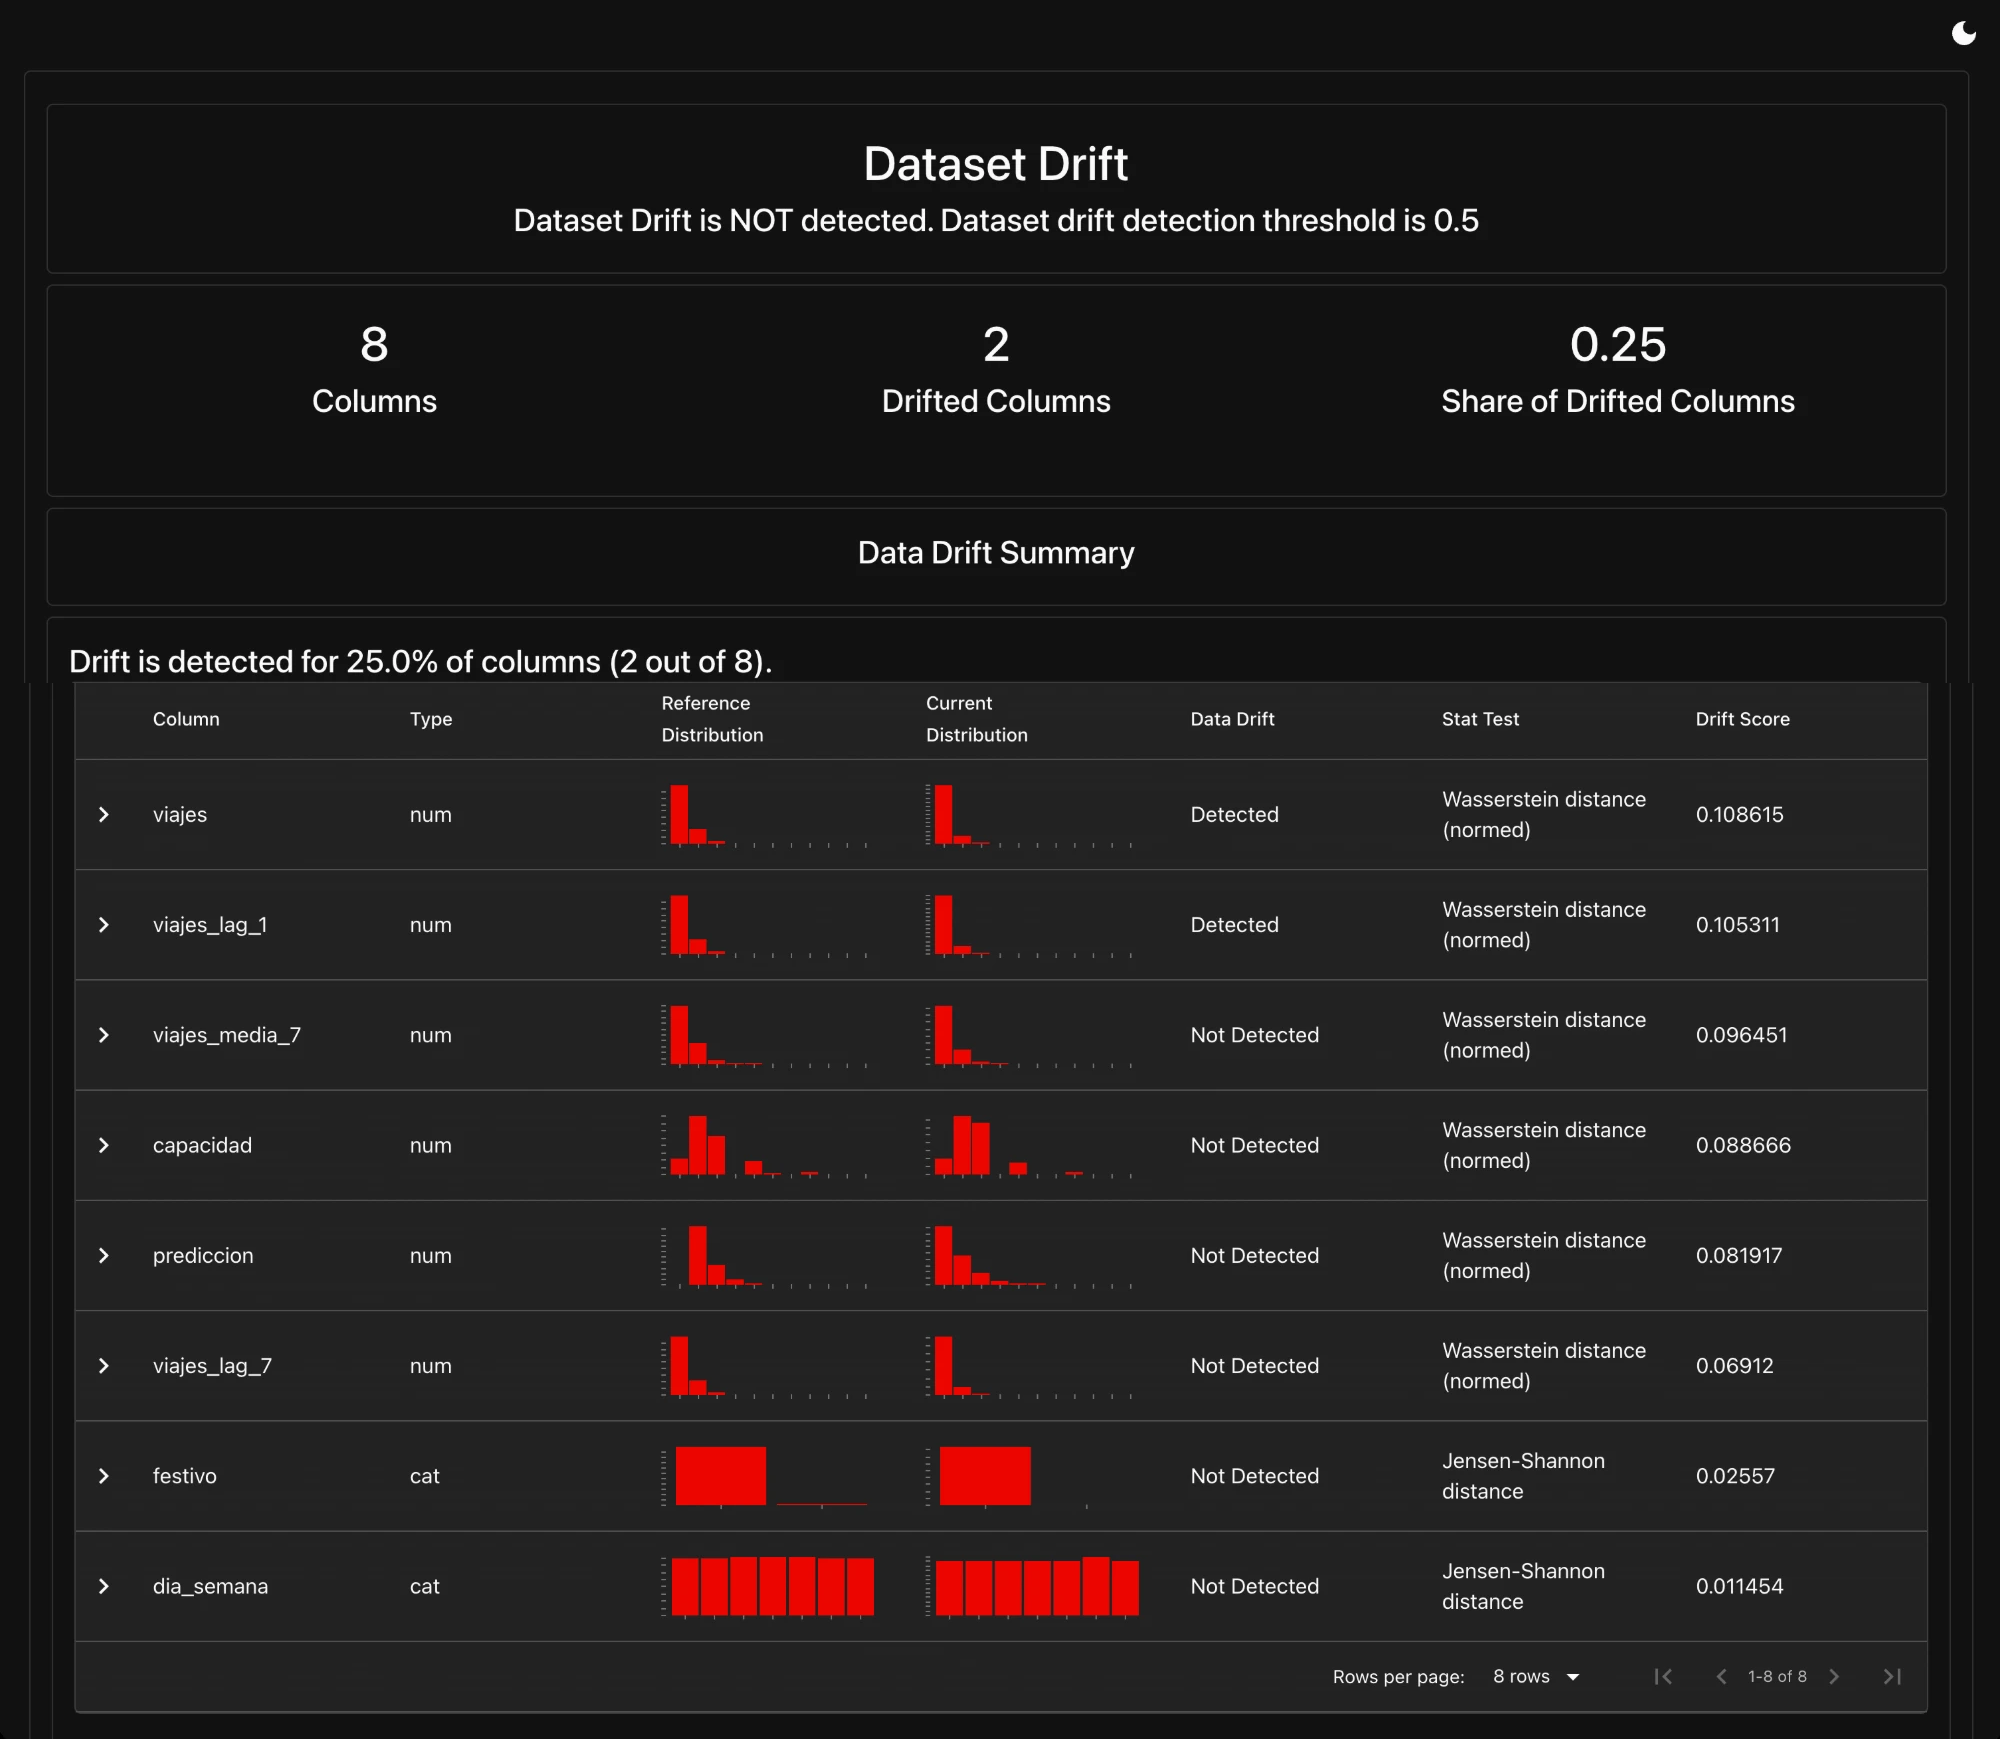 Dataset Drift
Dataset Drift is NOT detected. Dataset drift detection threshold is 0.5
8
Columns
2
Drifted Columns
0.25
Share of Drifted Columns
Data Drift Summary
Drift is detected for 25.0% of columns (2 out of 8).
Column Type Reference Distribution Current Distribution Data Drift Stat Test Drift Score
viajes num Detected Wasserstein distance (normed) 0.108615
viajes_lag_1 num Detected Wasserstein distance (normed) 0.105311
viajes_media_7 num Not Detected Wasserstein distance (normed) 0.096451
capacidad num Not Detected Wasserstein distance (normed) 0.088666
prediccion num Not Detected Wasserstein distance (normed) 0.081917
viajes_lag_7 num Not Detected Wasserstein distance (normed) 0.06912
festivo cat Not Detected Jensen-Shannon distance 0.02557
dia_semana cat Not Detected Jensen-Shannon distance 0.011454
Rows per page: 8 rows 1-8 of 8